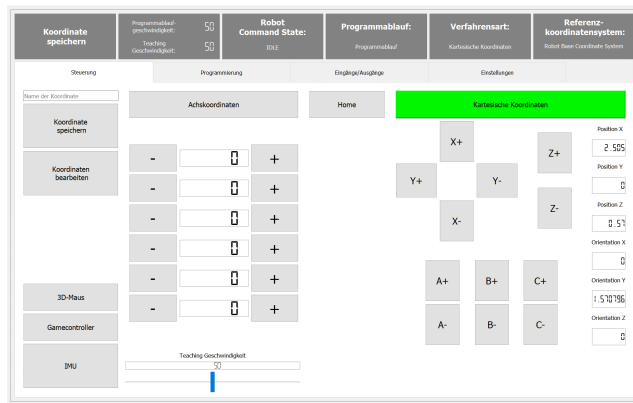 Koordinate
speichern
Programmablauf-
geschwindigkeit:
50
Teaching
Geschwindigkeit:
50
Robot
Command State:
IDLE
Programmablauf:
Programmablauf
Verfahrensart:
Kartesische Koordinaten
Referenz-
koordinatensystem:
Robot Base Coordinate System
Steuerung
Programmierung
Eingänge/Ausgänge
Einstellungen
Name der Koordinate
Achskoordinaten
Home
Kartesische Koordinaten
Koordinate
speichern
Koordinaten
bearbeiten
3D-Maus
Gamecontroller
IMU
- 0 +
- 0 +
- 0 +
- 0 +
- 0 +
- 0 +
Teaching Geschwindigkeit
50
X+
Y+ Y-
X-
Z+
Z-
A+ B+ C+
A- B- C-
Position X
2.505
Position Y
0
Position Z
0.57
Orientation X
0
Orientation Y
1.570796
Orientation Z
0